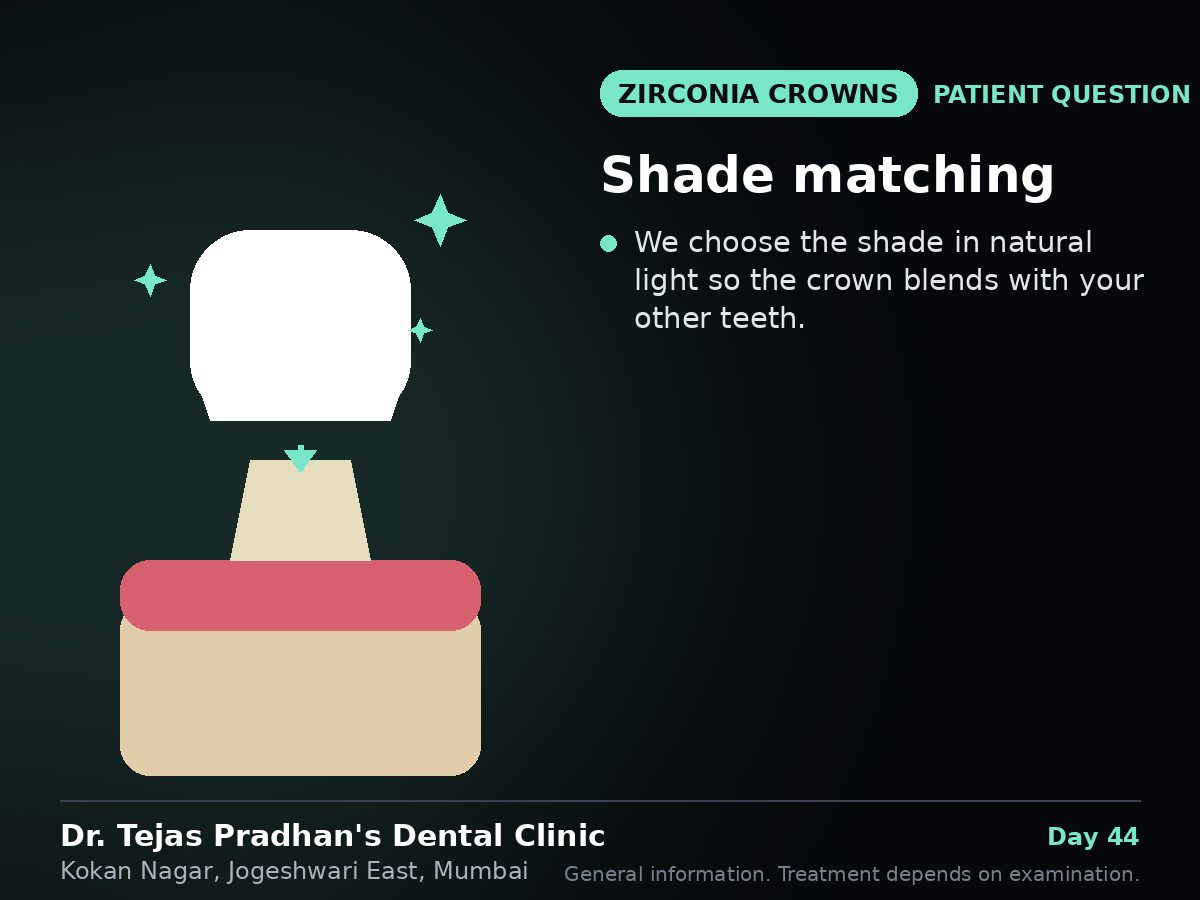 ZIRCONIA CROWNS PATIENT QUESTION
Shade matching
We choose the shade in natural
light so the crown blends with your
other teeth.
Dr. Tejas Pradhan's Dental Clinic
Day 44
Kokan Nagar, Jogeshwari East, Mumbai
General information. Treatment depends on examination.